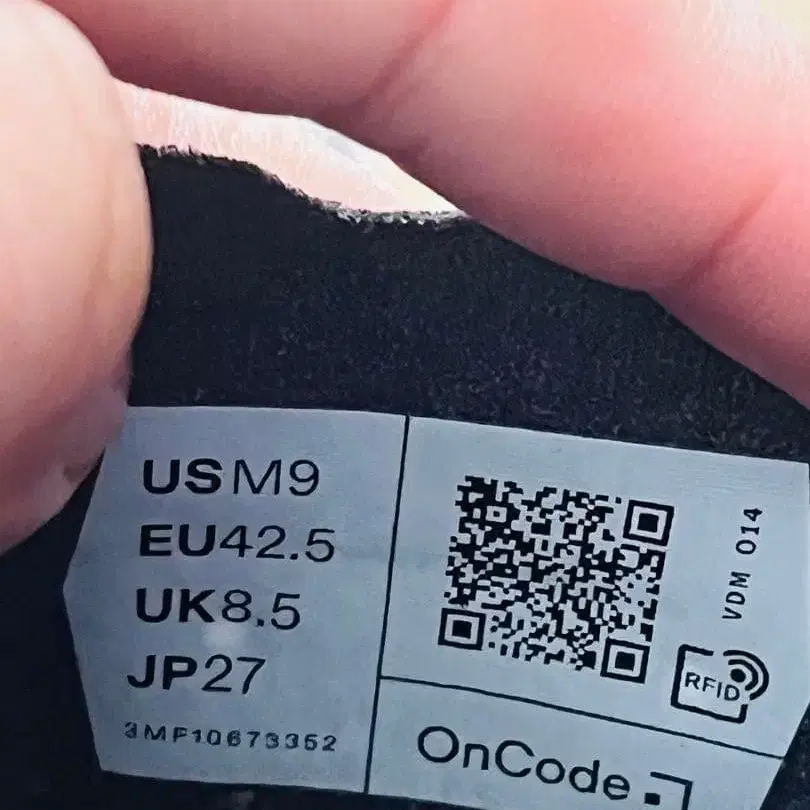 USM9
EU42.5
UK8.5
JP27
3MF10673352
VDM 014
RFID
OnCode